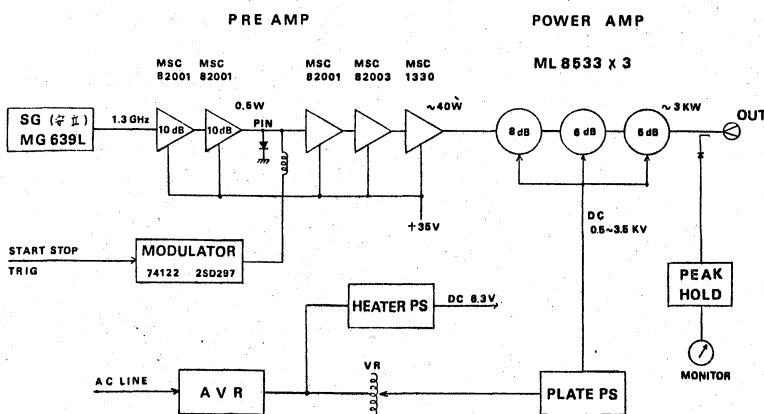 PRE AMP
POWER AMP
MSC 82001
MSC 82001
MSC 82001
MSC 82003
MSC 1330
ML 8533 x 3
SG (安立)
MG 639L
1.3 GHz
10 dB
10 dB
0.5W
PIN
~40W
8 dB
6 dB
5 dB
~3 KW
OUT
+35V
DC
0.5~3.5 KV
START STOP
TRIG
MODULATOR
74122 2SD297
HEATER PS
DC 6.3V
PEAK
HOLD
MONITOR
AC LINE
AVR
VR
PLATE PS